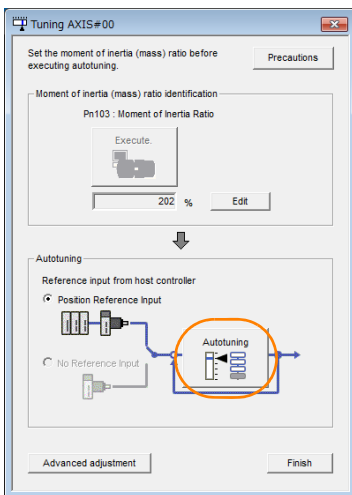 Tuning AXIS#00
Set the moment of inertia (mass) ratio before
executing autotuning.
Precautions
Moment of inertia (mass) ratio identification
Pn103 : Moment of Inertia Ratio
Execute.
202 %
Edit
Autotuning
Reference input from host controller
Position Reference Input
Autotuning
No Reference Input
Advanced adjustment
Finish